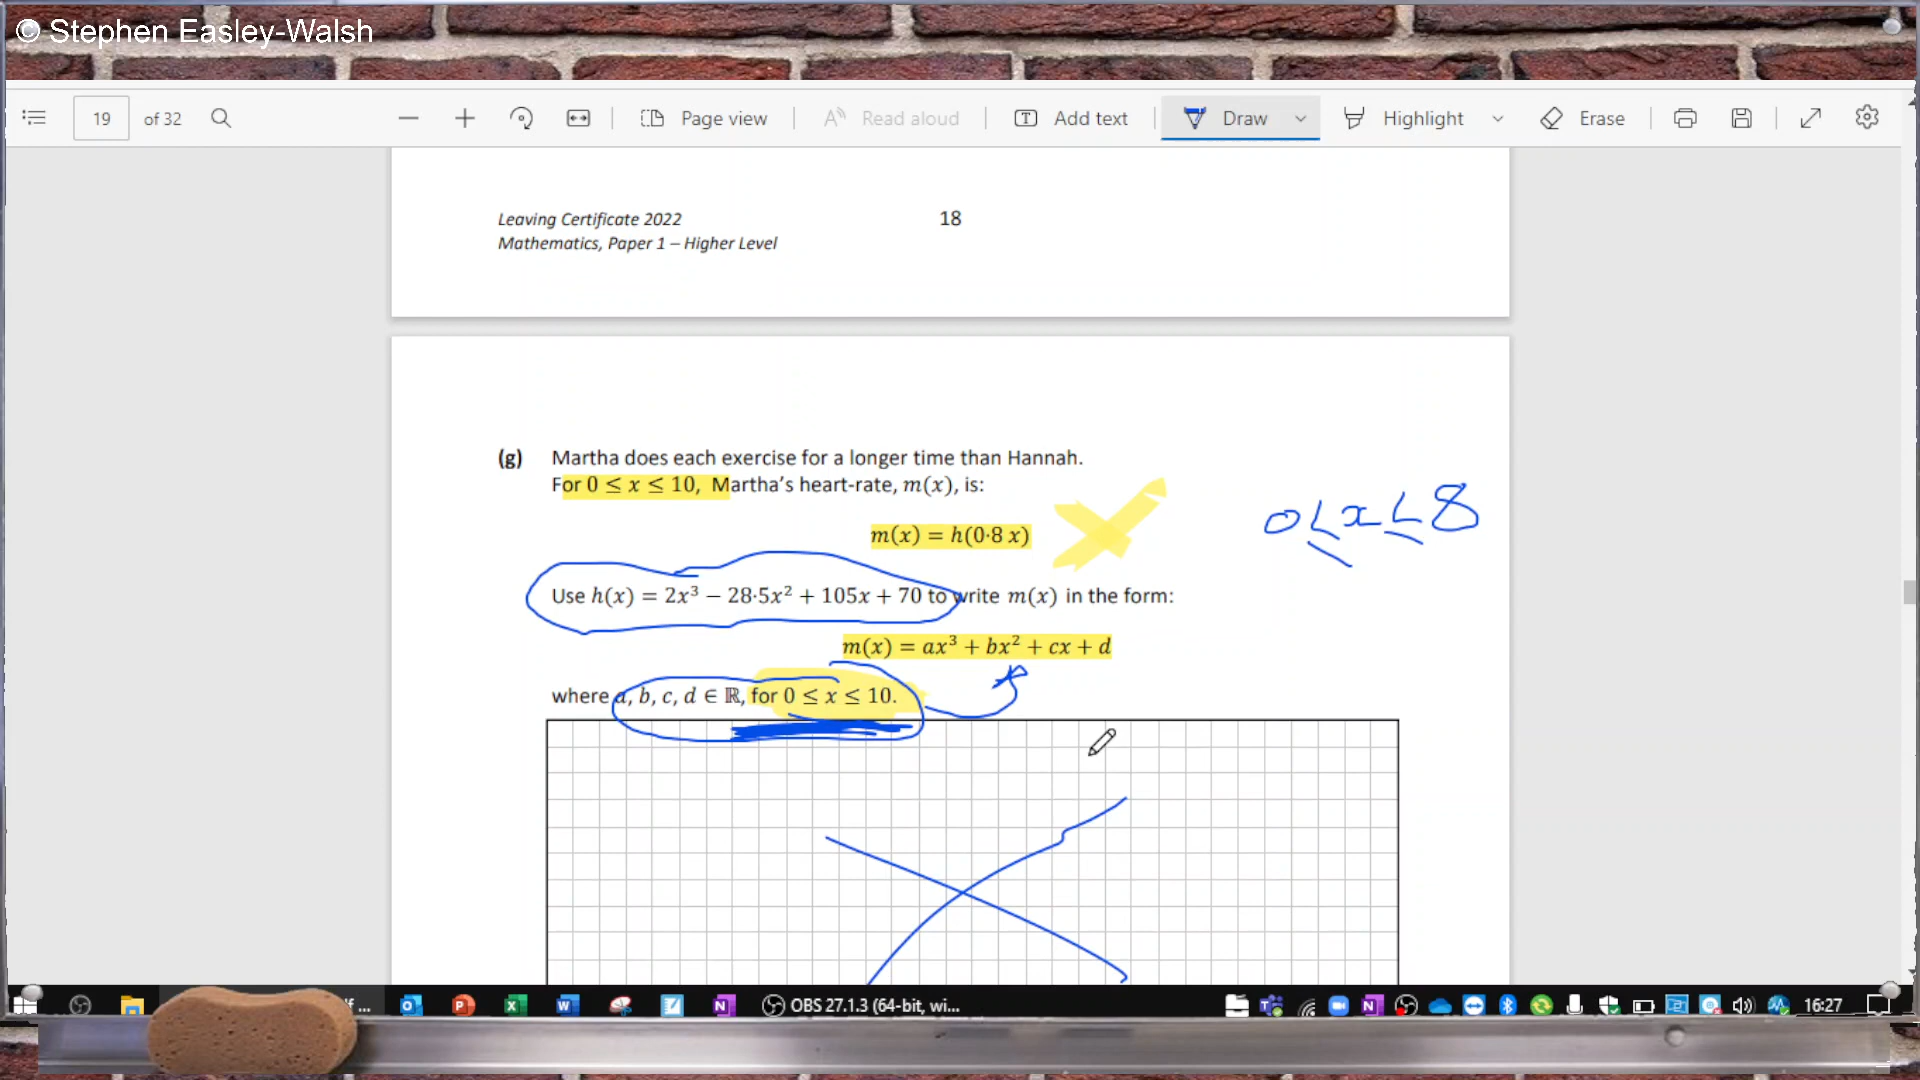 © Stephen Easley-Walsh
19 of 32 Page view Read aloud Add text Draw Highlight Erase
Leaving Certificate 2022 18
Mathematics, Paper 1 – Higher Level
(g) Martha does each exercise for a longer time than Hannah.
For 0 ≤ x ≤ 10, Martha's heart-rate, m(x), is:
0 ≤ x ≤ 8
m(x) = h(0·8 x)
Use h(x) = 2x³ − 28·5x² + 105x + 70 to write m(x) in the form:
m(x) = ax³ + bx² + cx + d
where a, b, c, d ∈ ℝ, for 0 ≤ x ≤ 10.
OBS 27.1.3 (64-bit, wi... 16:27